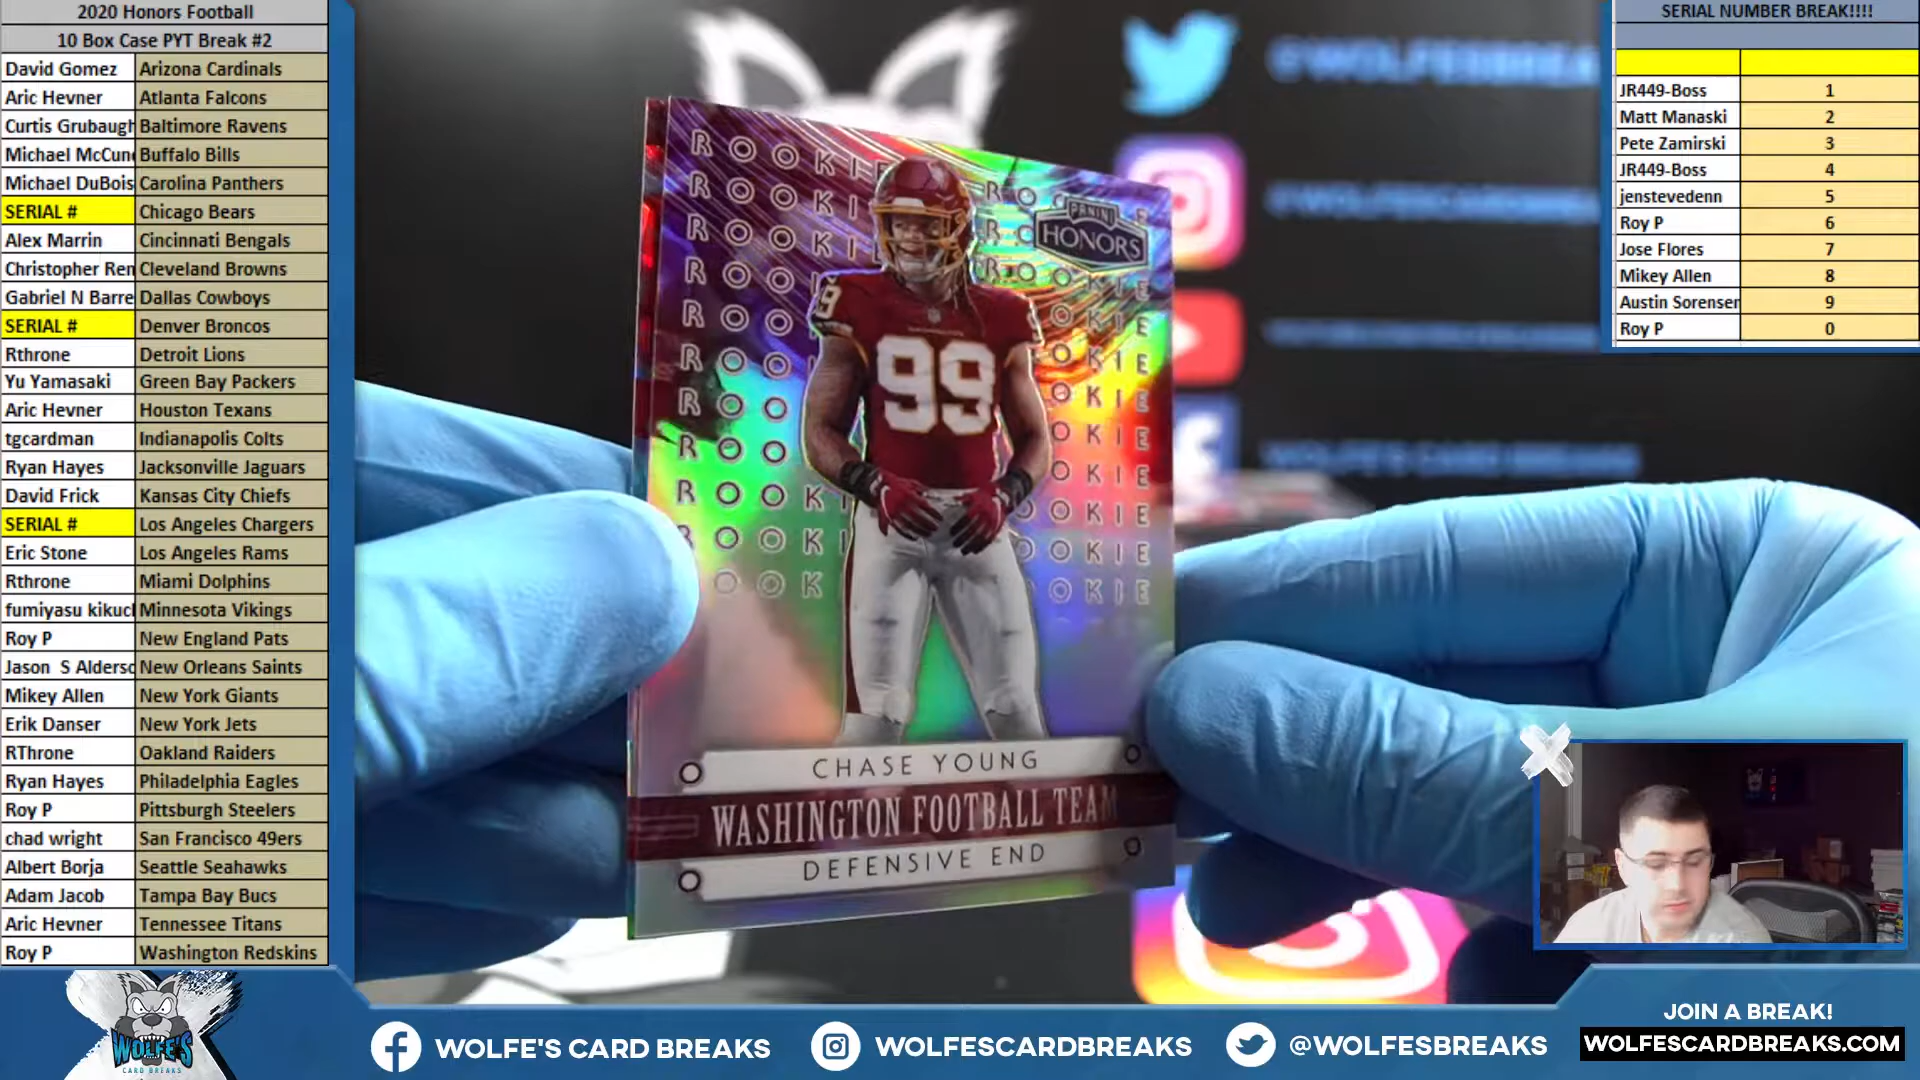 2020 Honors Football
10 Box Case PYT Break #2
David Gomez Arizona Cardinals
Aric Hevner Atlanta Falcons
Curtis Grubaugh Baltimore Ravens
Michael McCun Buffalo Bills
Michael DuBois Carolina Panthers
SERIAL # Chicago Bears
Alex Marrin Cincinnati Bengals
Christopher Ren Cleveland Browns
Gabriel N Barre Dallas Cowboys
SERIAL # Denver Broncos
Rthrone Detroit Lions
Yu Yamasaki Green Bay Packers
Aric Hevner Houston Texans
tgcardman Indianapolis Colts
Ryan Hayes Jacksonville Jaguars
David Frick Kansas City Chiefs
SERIAL # Los Angeles Chargers
Eric Stone Los Angeles Rams
Rthrone Miami Dolphins
fumiyasu kikucl Minnesota Vikings
Roy P New England Pats
Jason S Alderso New Orleans Saints
Mikey Allen New York Giants
Erik Danser New York Jets
RThrone Oakland Raiders
Ryan Hayes Philadelphia Eagles
Roy P Pittsburgh Steelers
chad wright San Francisco 49ers
Albert Borja Seattle Seahawks
Adam Jacob Tampa Bay Bucs
Aric Hevner Tennessee Titans
Roy P Washington Redskins
@WOLFESBREAKS
ROOKIE
PANINI
HONORS
99
CHASE YOUNG
WASHINGTON FOOTBALL TEAM
DEFENSIVE END
SERIAL NUMBER BREAK!!!!
JR449-Boss 1
Matt Manaski 2
Pete Zamirski 3
JR449-Boss 4
jenstevedenn 5
Roy P 6
Jose Flores 7
Mikey Allen 8
Austin Sorensen 9
Roy P 0
WOLFE'S
CARD BREAKS
WOLFE'S CARD BREAKS
WOLFESCARDBREAKS
@WOLFESBREAKS
JOIN A BREAK!
WOLFESCARDBREAKS.COM